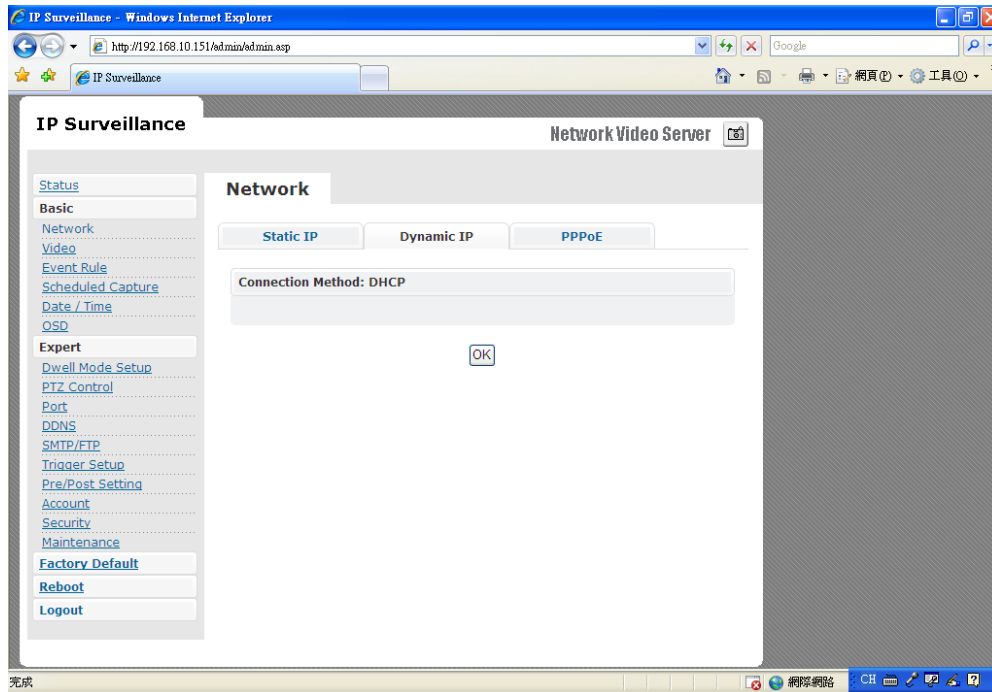 IP Surveillance - Windows Internet Explorer
http://192.168.10.151/admin/admin.asp
Google
IP Surveillance
網頁(P)
工具(O)
IP Surveillance
Network Video Server
Status
Basic
Network
Video
Event Rule
Scheduled Capture
Date / Time
OSD
Expert
Dwell Mode Setup
PTZ Control
Port
DDNS
SMTP/FTP
Trigger Setup
Pre/Post Setting
Account
Security
Maintenance
Factory Default
Reboot
Logout
Network
Static IP
Dynamic IP
PPPoE
Connection Method: DHCP
OK
完成
網際網路
CH